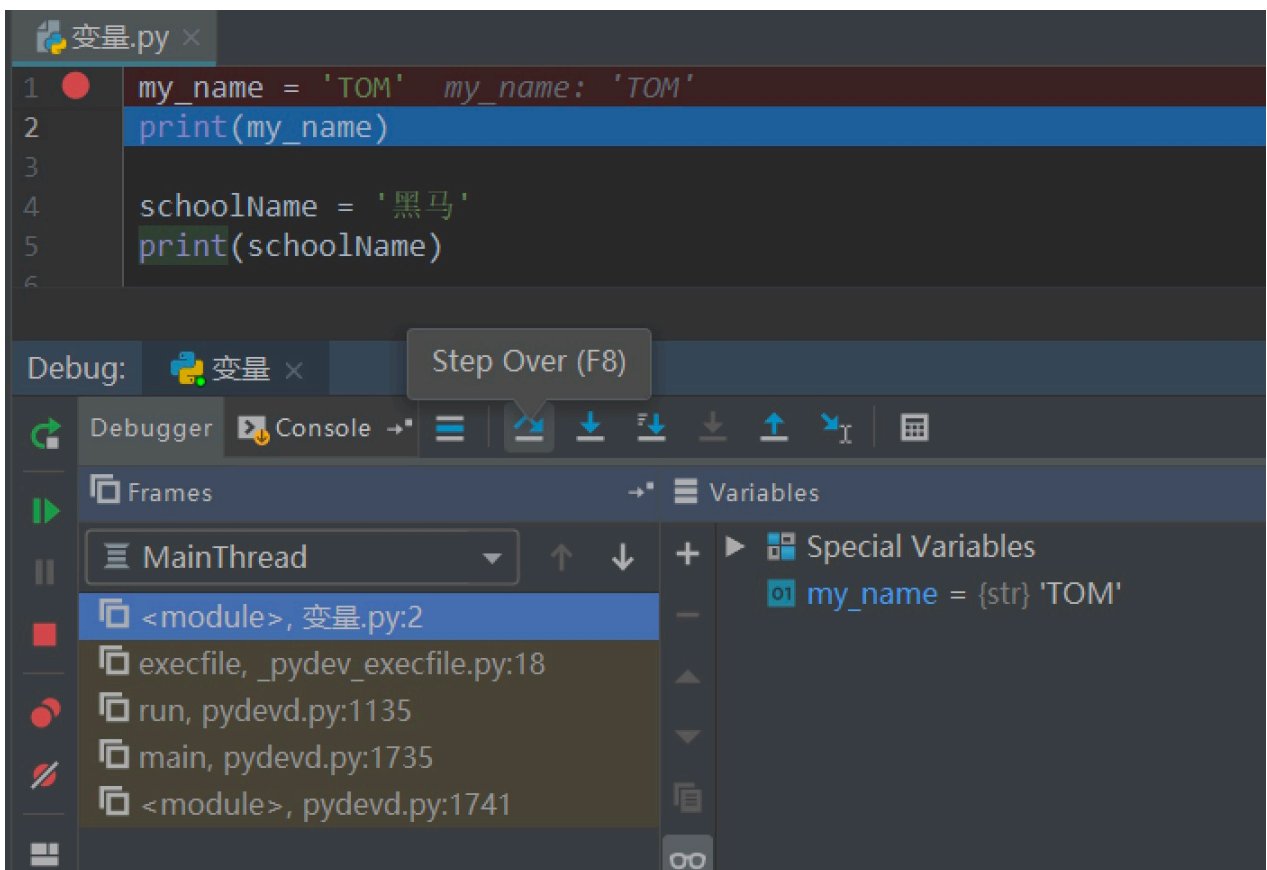 变量.py
1 my_name = 'TOM' my_name: 'TOM'
2 print(my_name)
3
4 schoolName = '黑马'
5 print(schoolName)
6
Step Over (F8)
Debug: 变量
Debugger Console
Frames
Variables
MainThread
<module>, 变量.py:2
execfile, _pydev_execfile.py:18
run, pydevd.py:1135
main, pydevd.py:1735
<module>, pydevd.py:1741
Special Variables
01 my_name = {str} 'TOM'